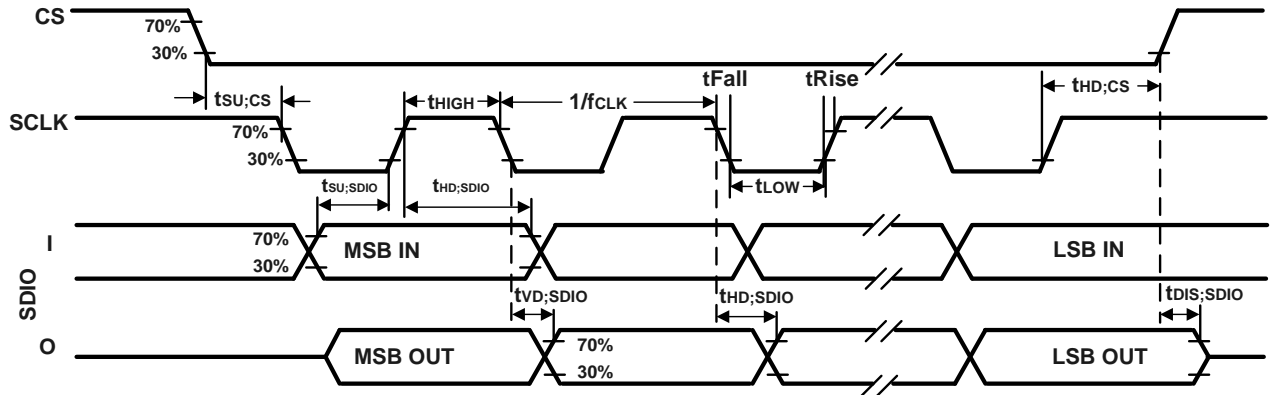 CS
70%
30%
tFall
tRise
tSU;CS
tHIGH
1/fCLK
tHD;CS
SCLK
70%
30%
tSU;SDIO
tHD;SDIO
tLOW
SDIO
I
70%
30%
MSB IN
LSB IN
tVD;SDIO
tHD;SDIO
tDIS;SDIO
O
MSB OUT
70%
30%
LSB OUT